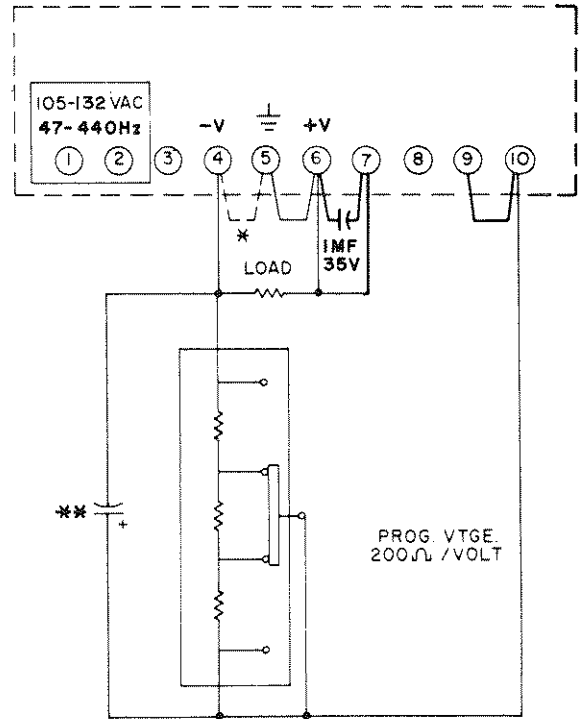 105-132 VAC
47-440Hz
-V
+V
1 2 3 4 5 6 7 8 9 10
*
1MF
35V
LOAD
**
+
PROG. VTGE.
200Ω/VOLT